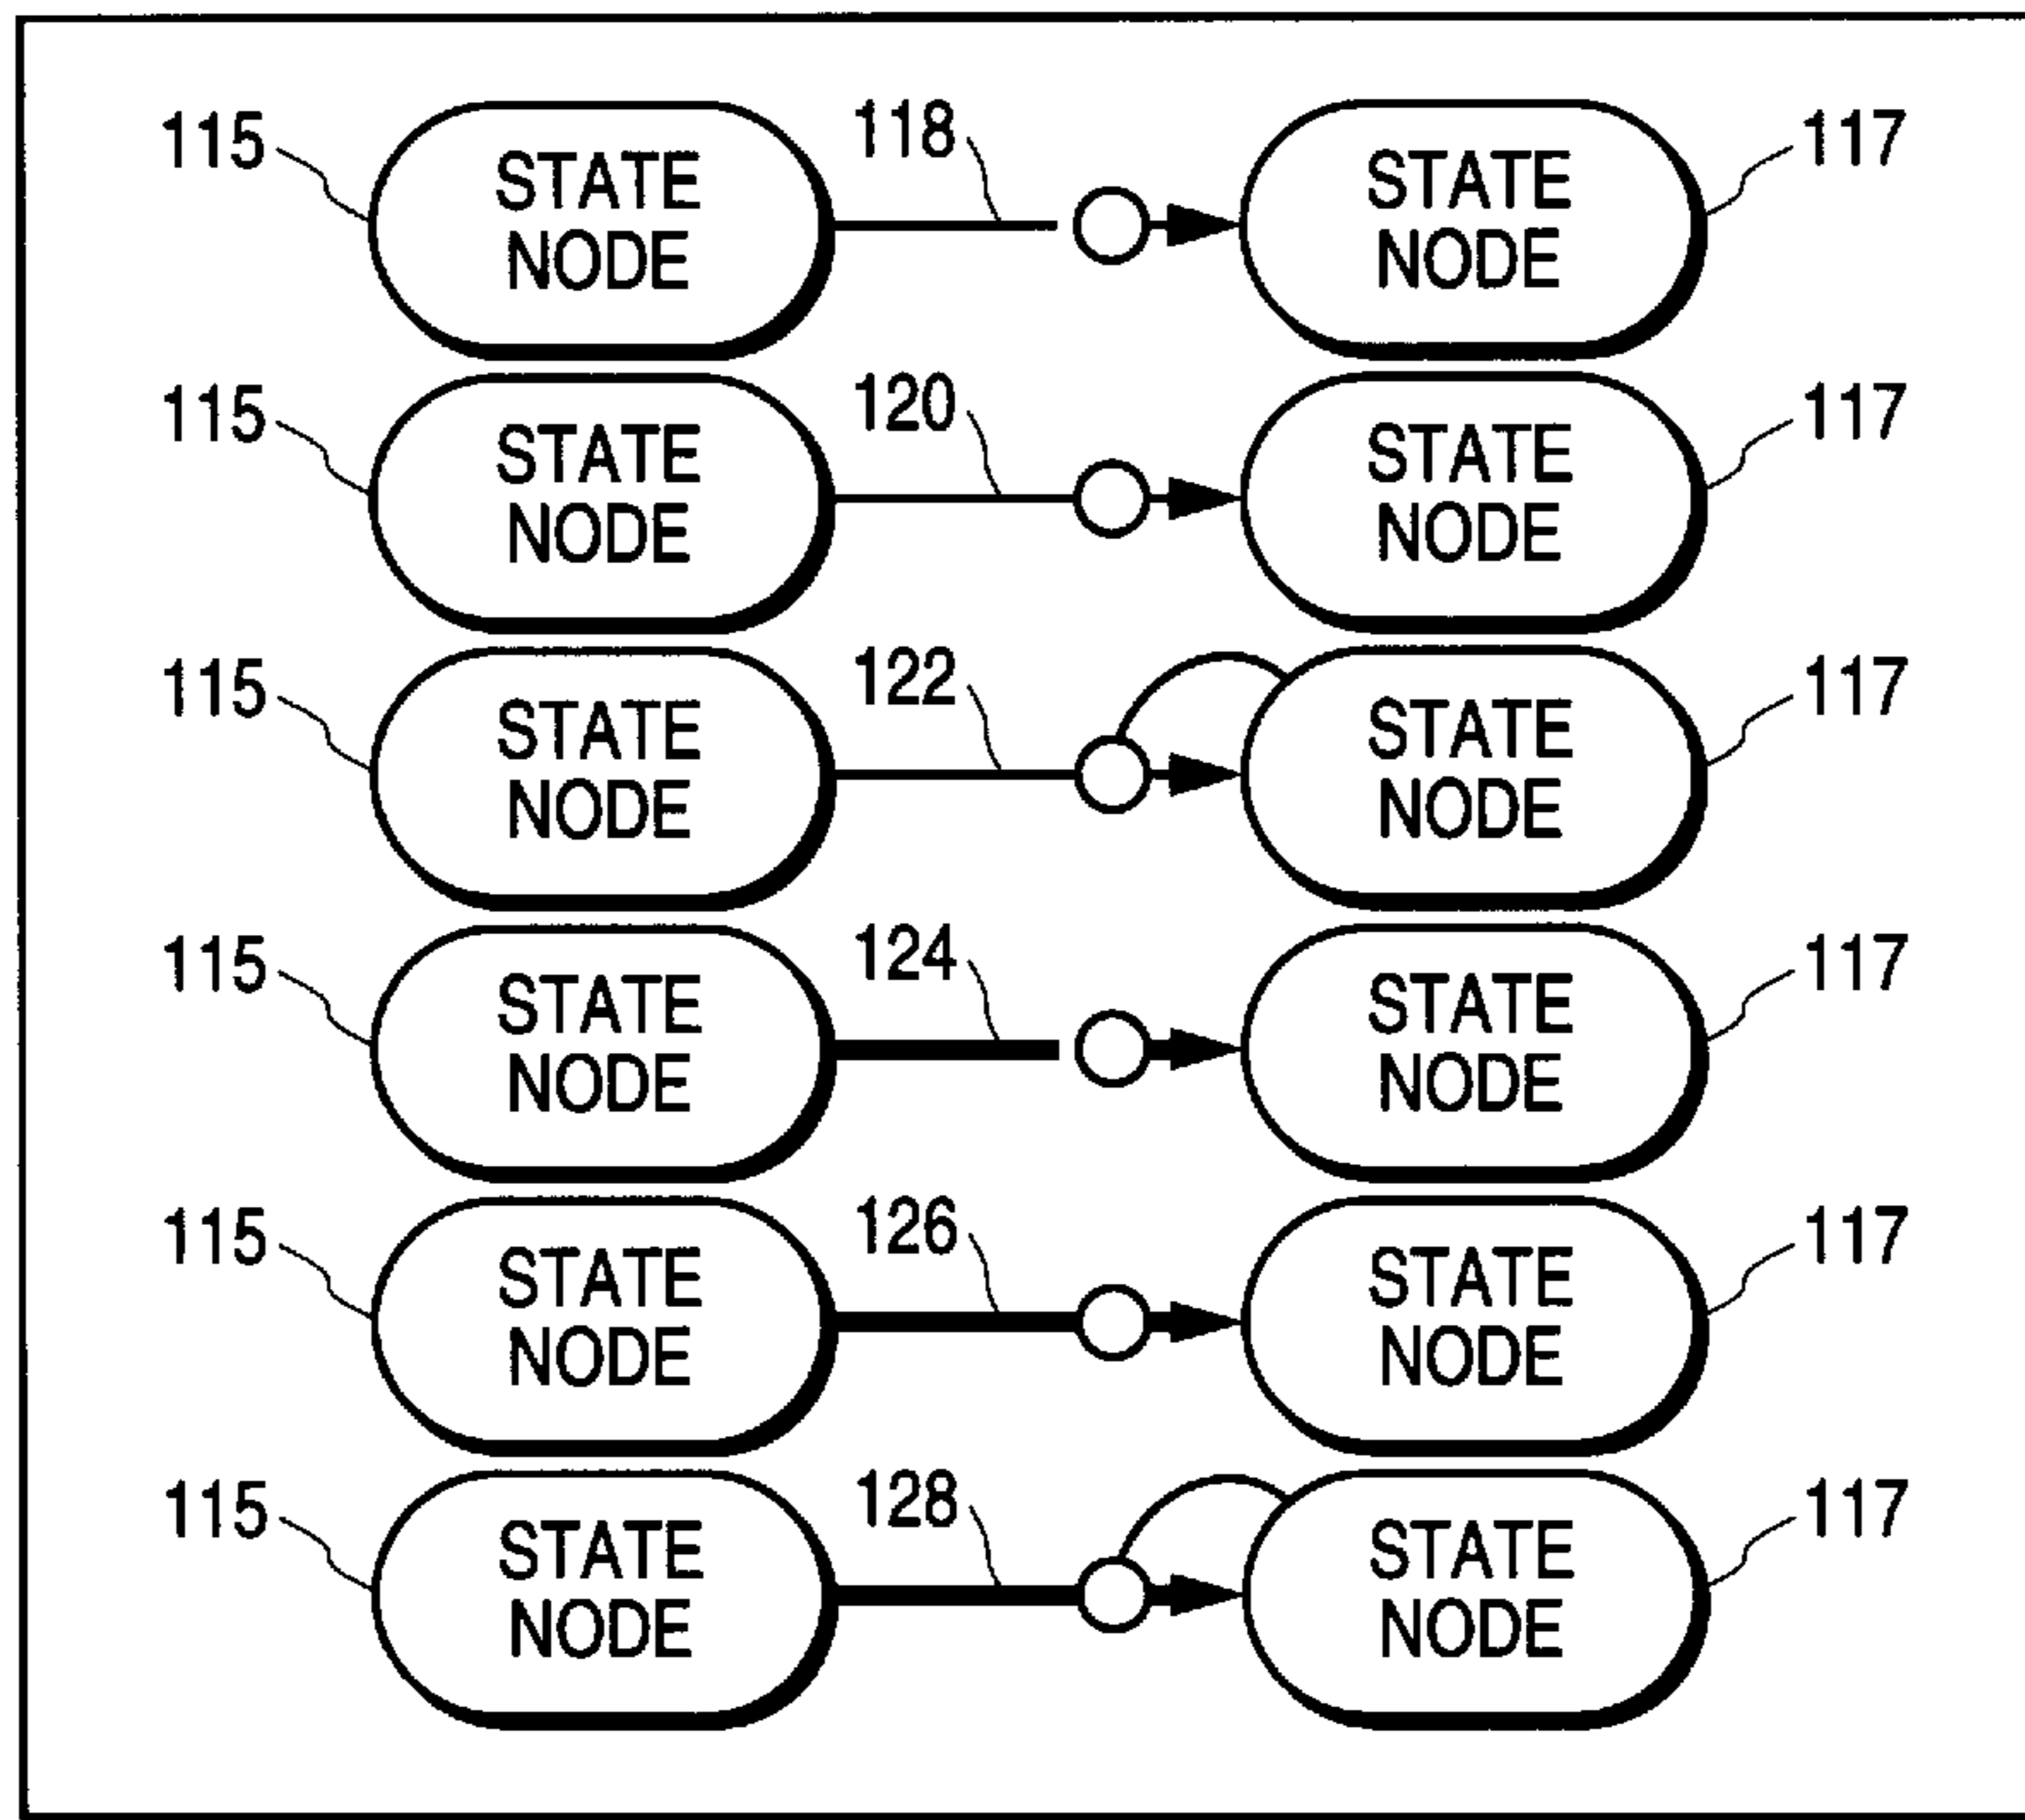 115 STATE NODE 118 STATE NODE 117
115 STATE NODE 120 STATE NODE 117
115 STATE NODE 122 STATE NODE 117
115 STATE NODE 124 STATE NODE 117
115 STATE NODE 126 STATE NODE 117
115 STATE NODE 128 STATE NODE 117